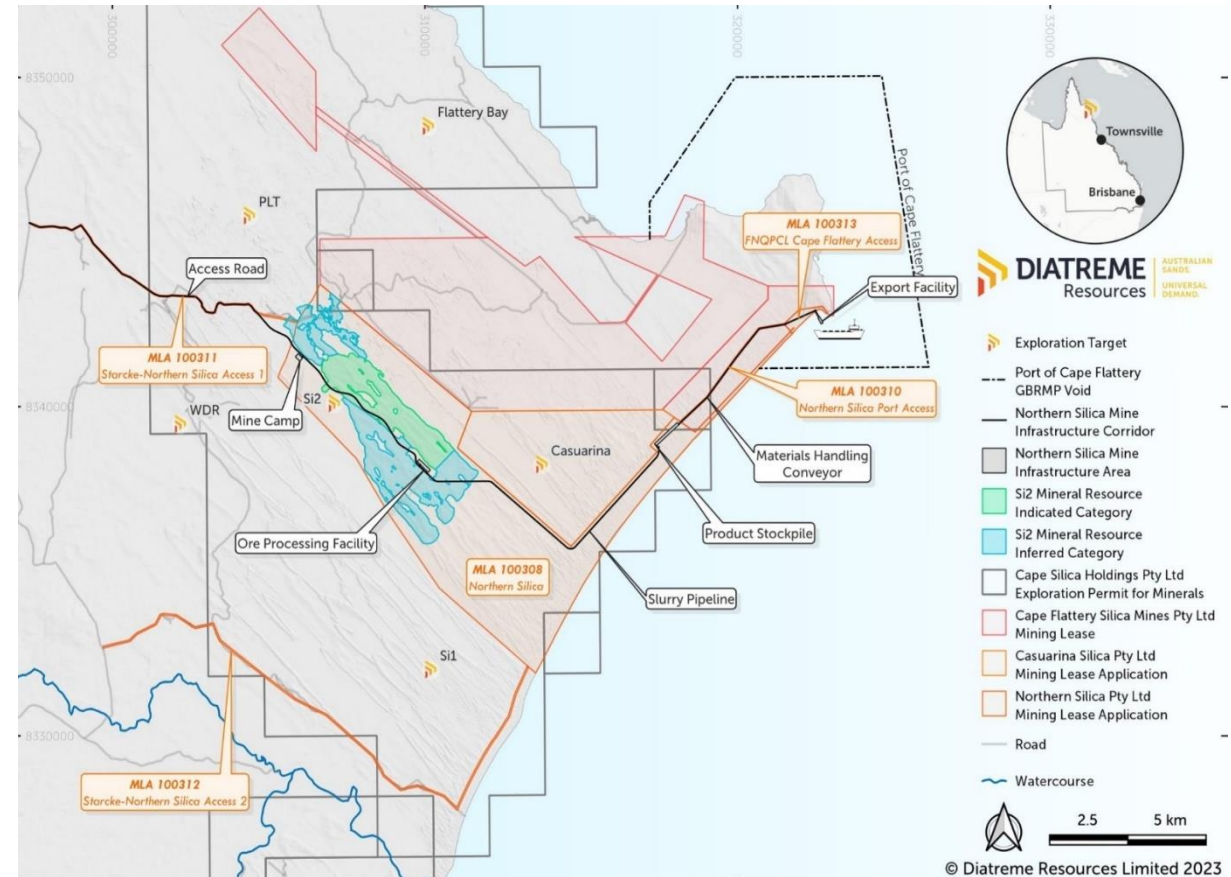 300000
310000
320000
330000
8350000
8340000
8330000
Flattery Bay
PLT
Port of Cape Flattery
MLA 100313
FNQPCL Cape Flattery Access
Access Road
Export Facility
MLA 100311
Starcke-Northern Silica Access 1
MLA 100310
Northern Silica Port Access
WDR
Mine Camp
Si2
Casuarina
Materials Handling
Conveyor
Ore Processing Facility
Product Stockpile
MLA 100308
Northern Silica
Slurry Pipeline
Si1
MLA 100312
Starcke-Northern Silica Access 2
Townsville
Brisbane
DIATREME
Resources
AUSTRALIAN
SANDS.
UNIVERSAL
DEMAND.
Exploration Target
Port of Cape Flattery
GBRMP Void
Northern Silica Mine
Infrastructure Corridor
Northern Silica Mine
Infrastructure Area
Si2 Mineral Resource
Indicated Category
Si2 Mineral Resource
Inferred Category
Cape Silica Holdings Pty Ltd
Exploration Permit for Minerals
Cape Flattery Silica Mines Pty Ltd
Mining Lease
Casuarina Silica Pty Ltd
Mining Lease Application
Northern Silica Pty Ltd
Mining Lease Application
Road
Watercourse
2.5 5 km
© Diatreme Resources Limited 2023